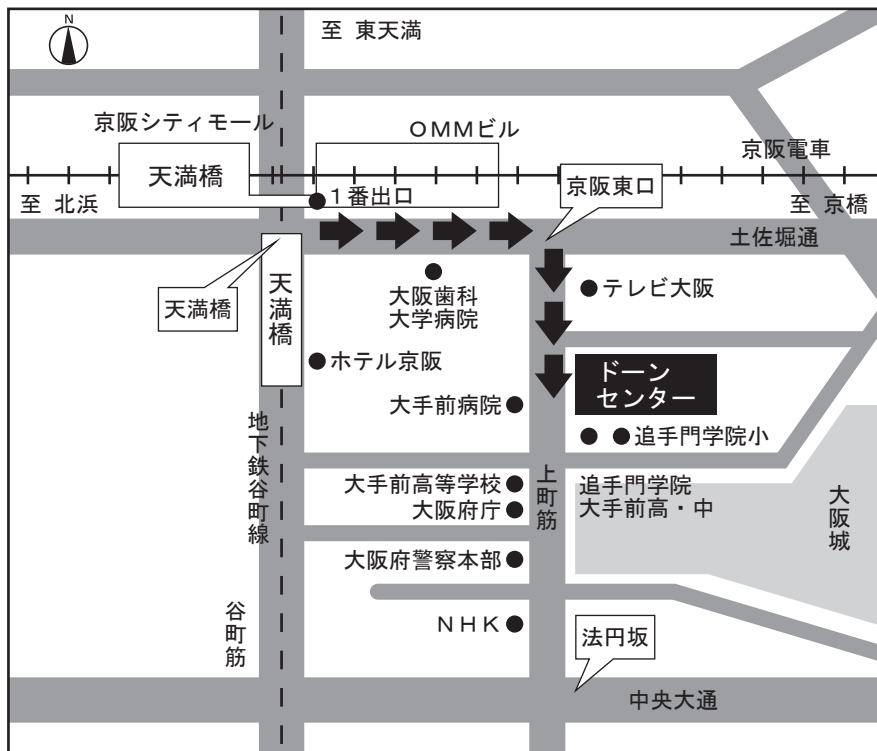 N
至 東天満
京阪シティモール
OMMビル
天満橋
京阪電車
至 北浜
1番出口
京阪東口
至 京橋
土佐堀通
天満橋
天満橋
大阪歯科
大学病院
テレビ大阪
ホテル京阪
ドーン
センター
大手前病院
追手門学院小
地下鉄谷町線
上町筋
大手前高等学校
追手門学院
大手前高・中
大阪府庁
大阪城
大阪府警察本部
谷町筋
NHK
法円坂
中央大通